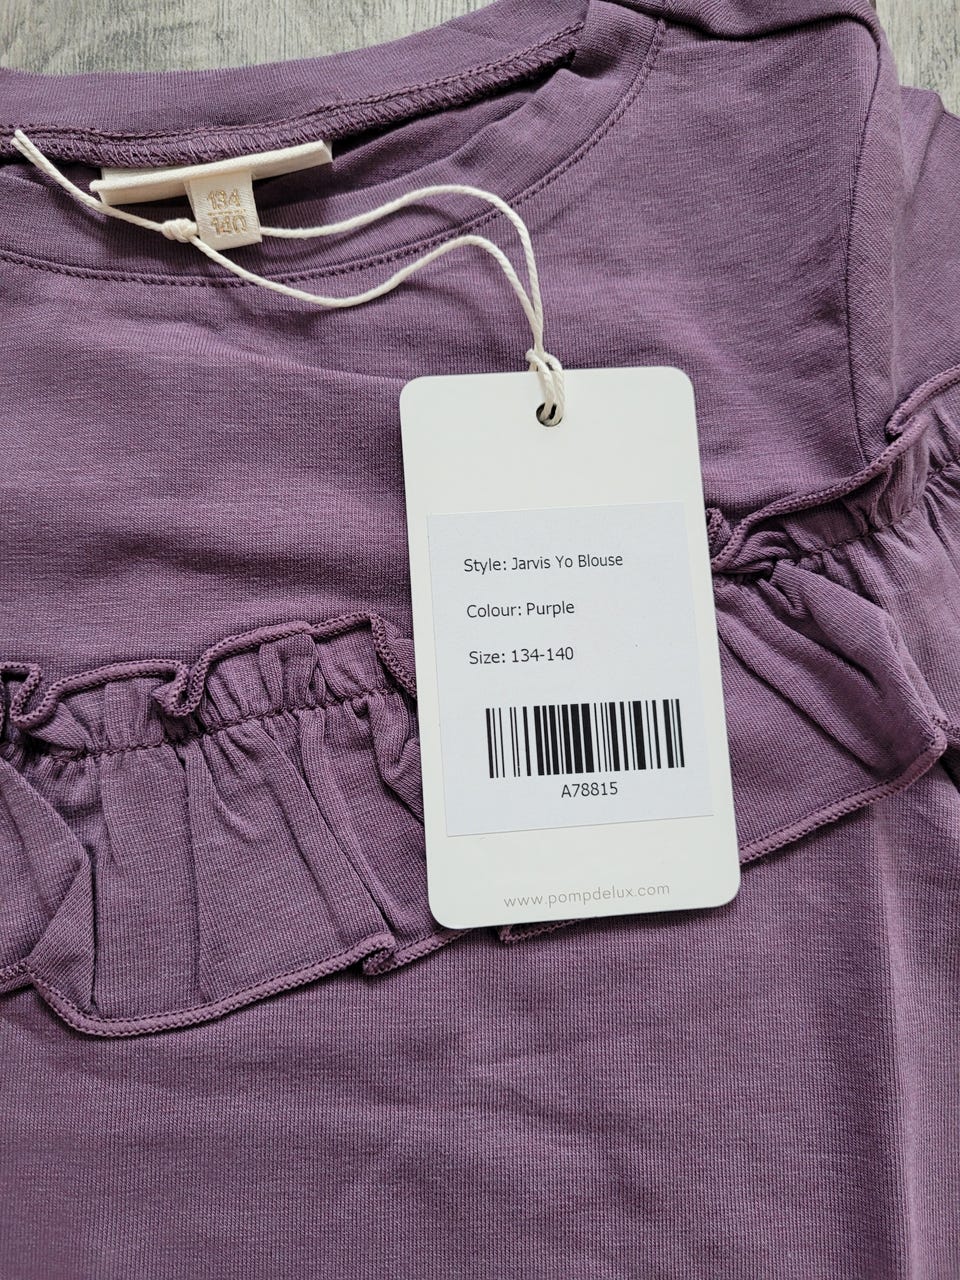 134
140
Style: Jarvis Yo Blouse
Colour: Purple
Size: 134-140
A78815
www.pompdelux.com